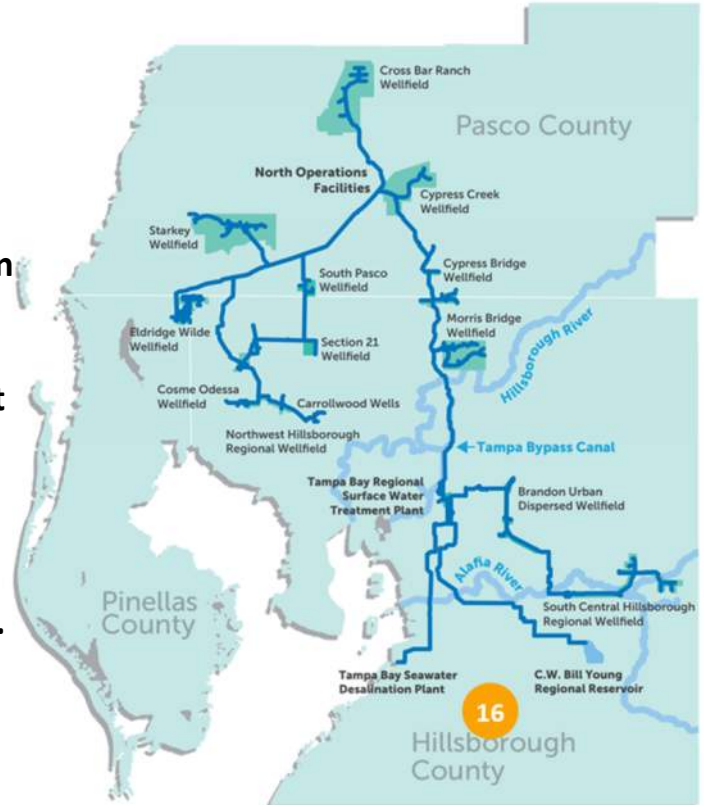 Cross Bar Ranch
Wellfield
Pasco County
North Operations
Facilities
Cypress Creek
Wellfield
Starkey
Wellfield
m
Cypress Bridge
Wellfield
South Pasco
Wellfield
Morris Bridge
Wellfield
Hillsborough River
Eldridge Wilde
Wellfield
Section 21
Wellfield
t
Cosme Odessa
Wellfield
Carrollwood Wells
Northwest Hillsborough
Regional Wellfield
Tampa Bypass Canal
Tampa Bay Regional
Surface Water
Treatment Plant
Brandon Urban
Dispersed Wellfield
Alafia River
Pinellas
County
South Central Hillsborough
Regional Wellfield
.
Tampa Bay Seawater
Desalination Plant
C.W. Bill Young
Regional Reservoir
16
Hillsborough
County